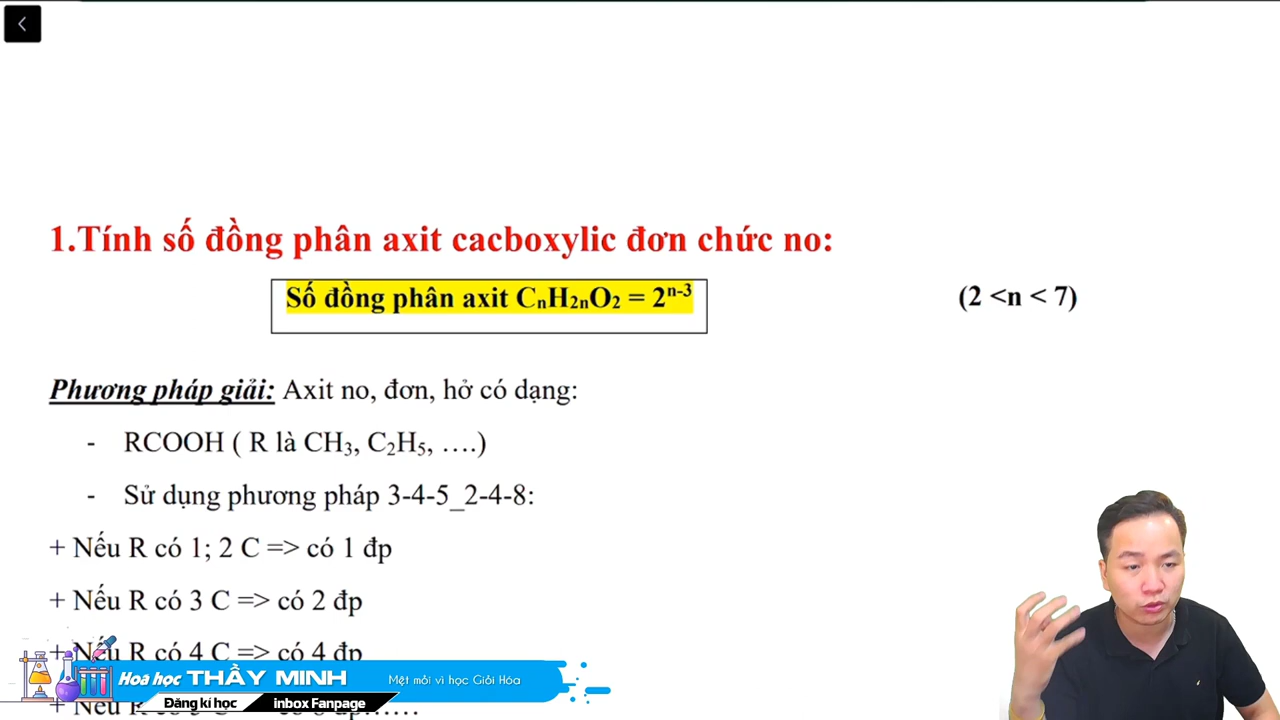 1.Tính số đồng phân axit cacboxylic đơn chức no:
Số đồng phân axit CₙH₂ₙO₂ = 2ⁿ⁻³ (2 <n < 7)
Phương pháp giải: Axit no, đơn, hở có dạng:
- RCOOH ( R là CH₃, C₂H₅, ….)
- Sử dụng phương pháp 3-4-5_2-4-8:
+ Nếu R có 1; 2 C => có 1 đp
+ Nếu R có 3 C => có 2 đp
+ Nếu R có 4 C => có 4 đp
Hoá học THẦY MINH
Mệt mỏi vì học Giỏi Hóa
Đăng kí học inbox Fanpage